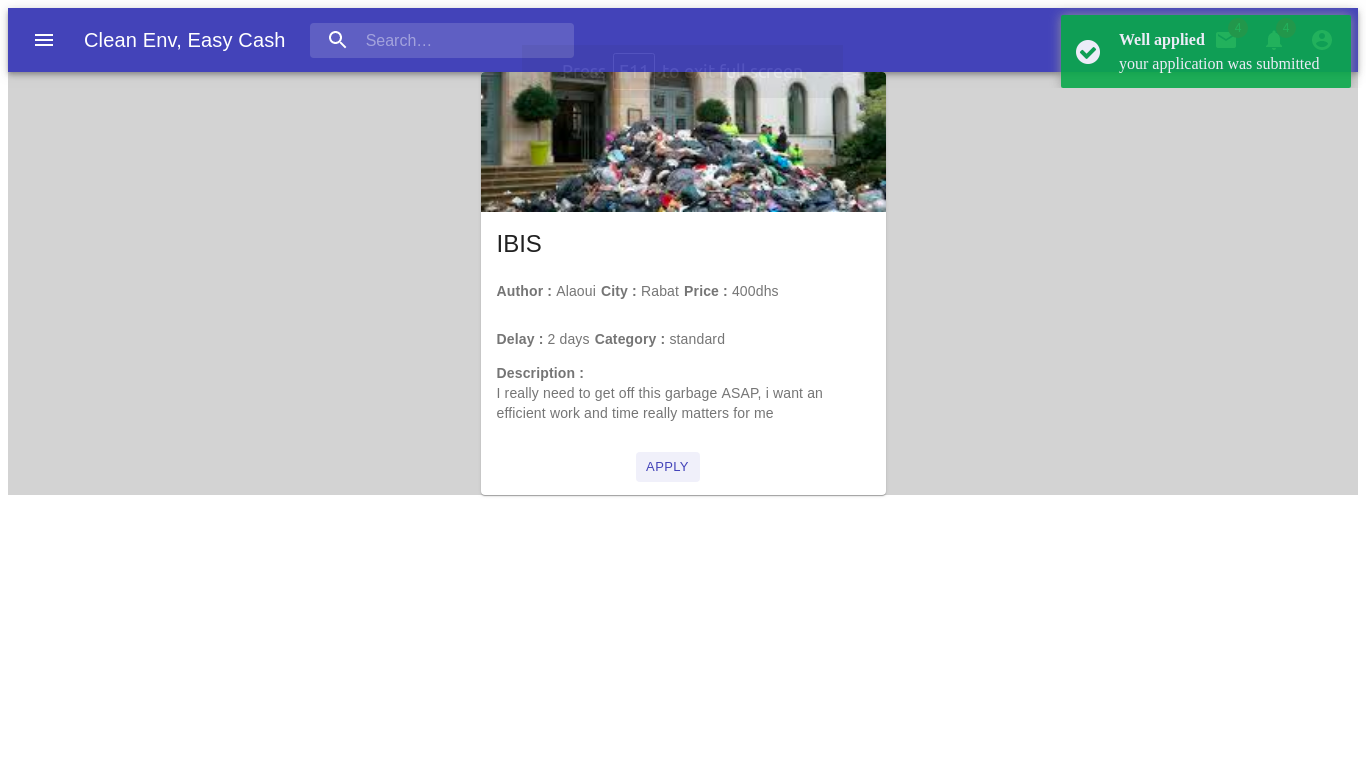 Clean Env, Easy Cash
Search…
4
4
Well applied
your application was submitted
Press F11 to exit full screen
IBIS
Author : Alaoui City : Rabat Price : 400dhs
Delay : 2 days Category : standard
Description :
I really need to get off this garbage ASAP, i want an
efficient work and time really matters for me
APPLY